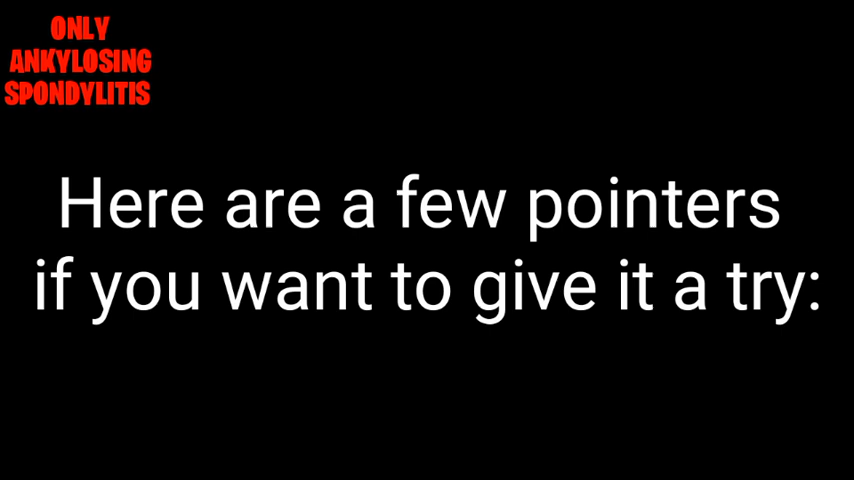 ONLY
ANKYLOSING
SPONDYLITIS
Here are a few pointers
if you want to give it a try: